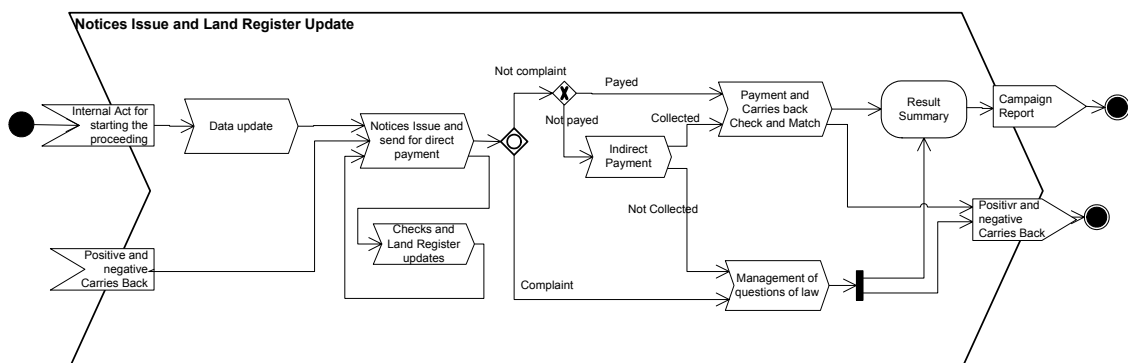 Notices Issue and Land Register Update
Internal Act for
starting the
proceeding
Data update
Notices Issue and
send for direct
payment
Checks and
Land Register
updates
Positive and
negative
Carries Back
Not complaint
Complaint
X
Payed
Not payed
Indirect
Payment
Collected
Not Collected
Payment and
Carries back
Check and Match
Management of
questions of law
Result
Summary
Campaign
Report
Positivr and
negative
Carries Back